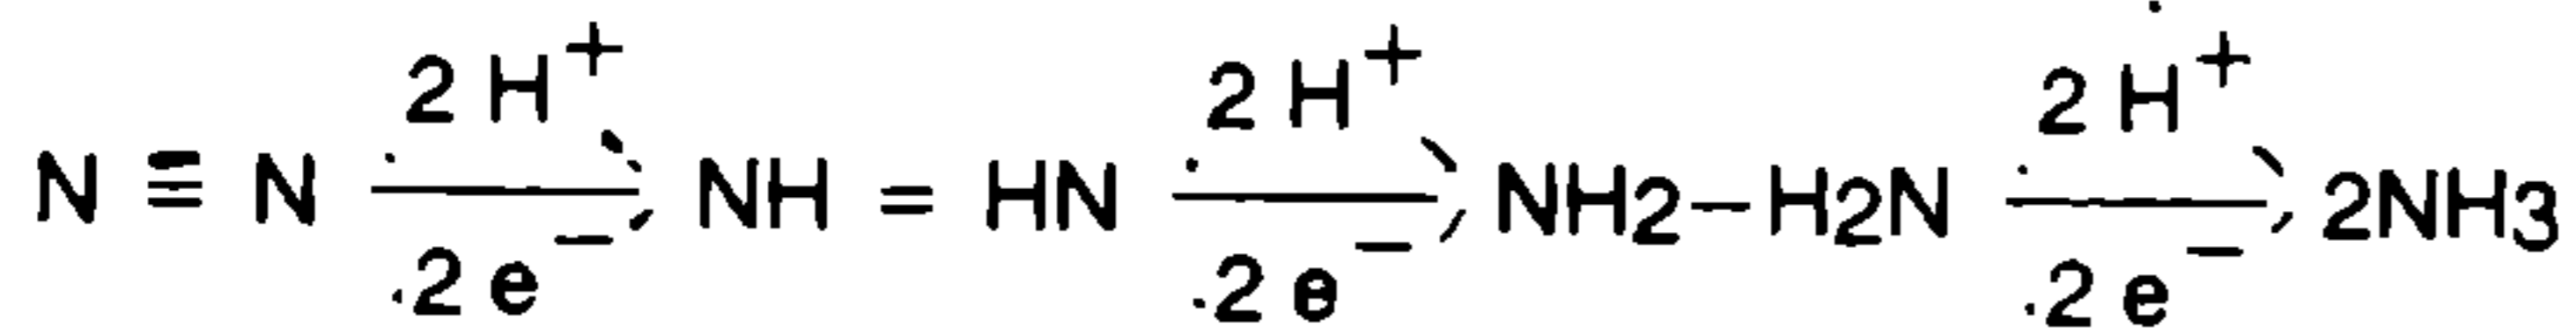 2 H⁺ 2 H⁺ 2 H⁺
N ≡ N → NH = HN → NH2-H2N → 2NH3
2 e⁻ 2 e⁻ 2 e⁻